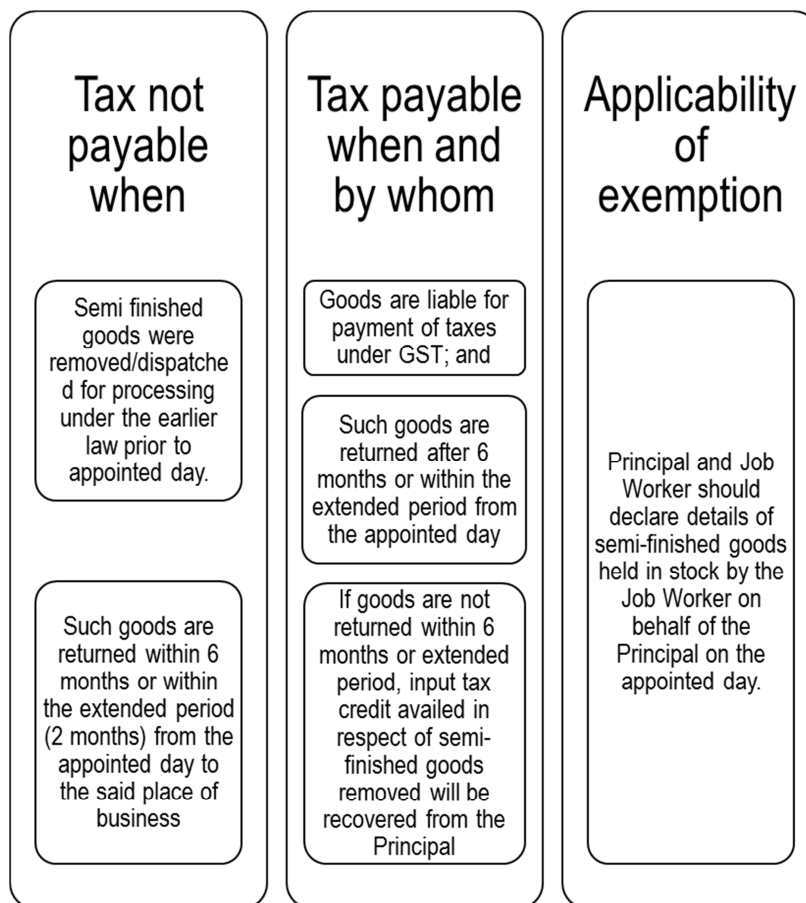 Tax not
payable
when
Semi finished
goods were
removed/dispatche
d for processing
under the earlier
law prior to
appointed day.
Such goods are
returned within 6
months or within
the extended period
(2 months) from the
appointed day to
the said place of
business
Tax payable
when and
by whom
Goods are liable for
payment of taxes
under GST; and
Such goods are
returned after 6
months or within the
extended period from
the appointed day
If goods are not
returned within 6
months or extended
period, input tax
credit availed in
respect of semi-
finished goods
removed will be
recovered from the
Principal
Applicability
of
exemption
Principal and Job
Worker should
declare details of
semi-finished goods
held in stock by the
Job Worker on
behalf of the
Principal on the
appointed day.